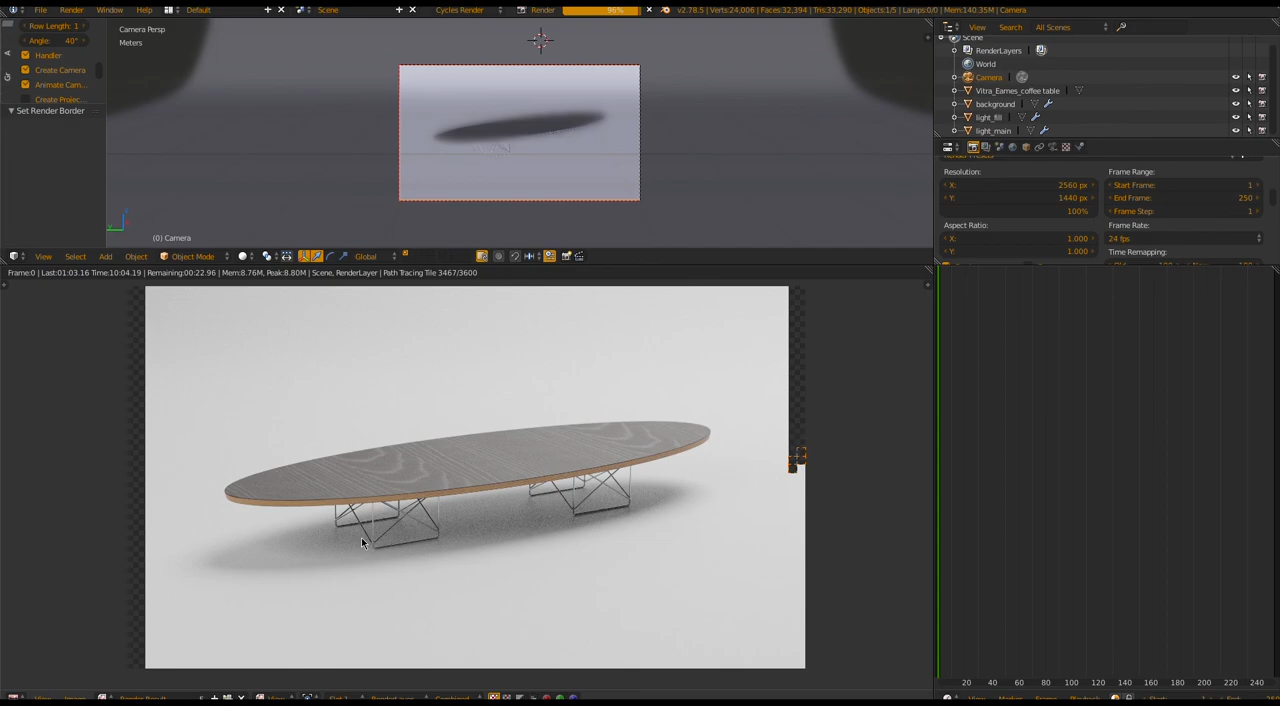 File Render Window Help Default Scene Cycles Render Render 96% v2.78.5 | Verts:24,006 | Faces:32,394 | Tris:33,290 | Objects:1/5 | Lamps:0/0 | Mem:140.35M | Camera
Row Length: 1
Angle: 40°
Handler
Create Camera
Animate Cam...
Create Projec...
Set Render Border
Camera Persp
Meters
(0) Camera
View Select Add Object Object Mode Global
Frame:0 | Last:01:03.16 Time:10:04.19 | Remaining:00:22.96 | Mem:8.76M, Peak:8.80M | Scene, RenderLayer | Path Tracing Tile 3467/3600
View Search All Scenes
Scene
RenderLayers
World
Camera
Vitra_Eames_coffee table
background
light_fill
light_main
Render Presets
Resolution:
X: 2560 px
Y: 1440 px
100%
Aspect Ratio:
X: 1.000
Y: 1.000
Frame Range:
Start Frame: 1
End Frame: 250
Frame Step: 1
Frame Rate:
24 fps
Time Remapping:
20 40 60 80 100 120 140 160 180 200 220 240